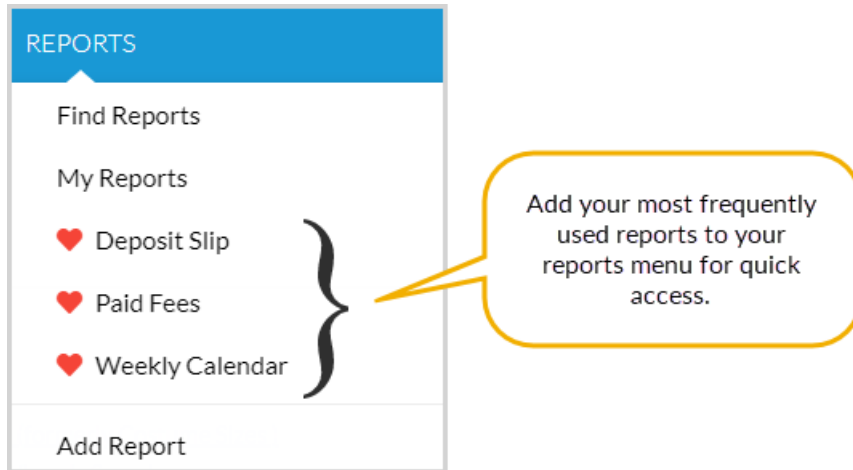 REPORTS
Find Reports
My Reports
Deposit Slip
Paid Fees
Weekly Calendar
Add Report
Add your most frequently
used reports to your
reports menu for quick
access.